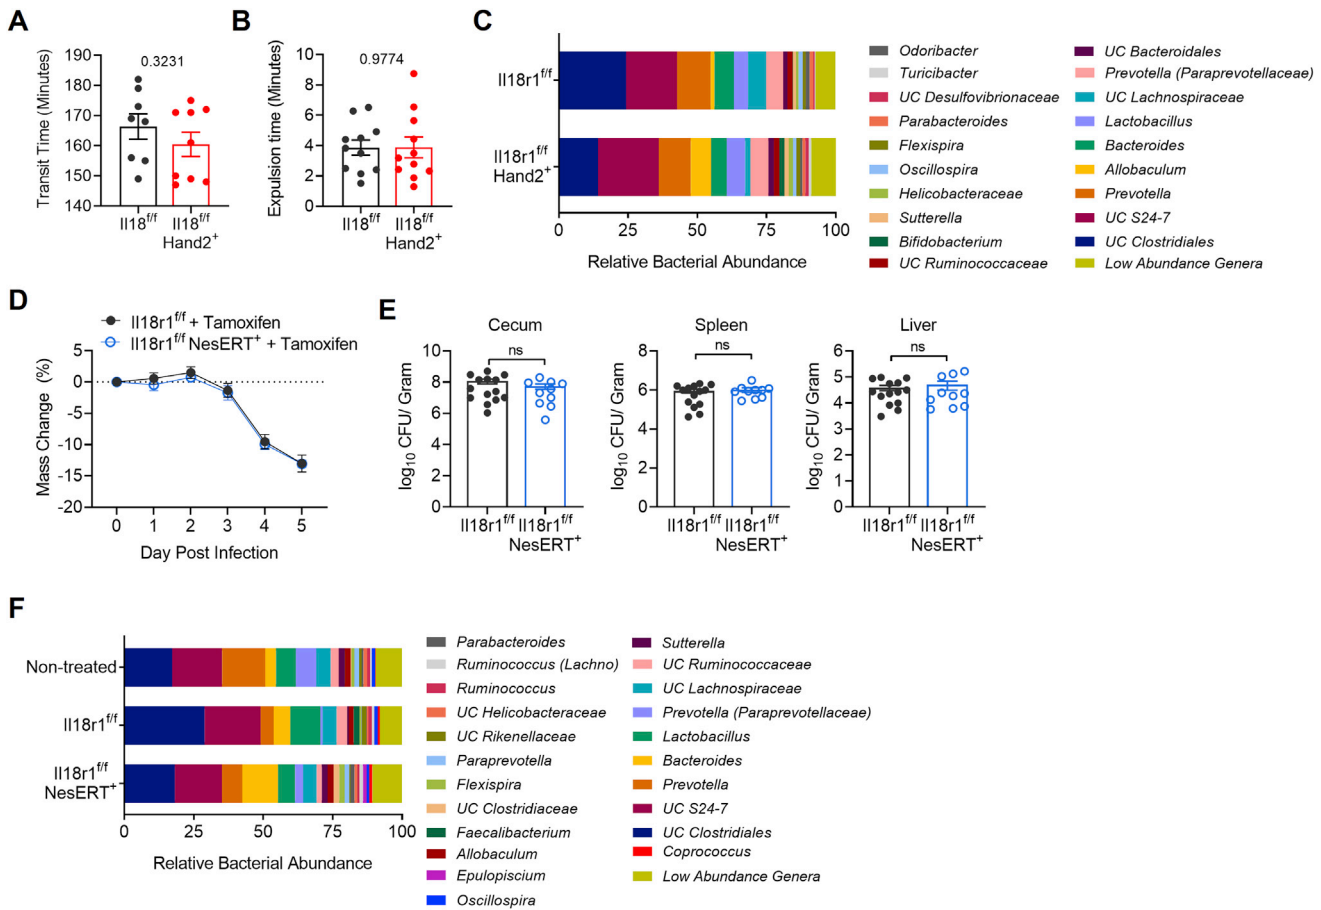 A
Transit Time (Minutes)
190
180
170
160
150
140
0.3231
Il18f/f
Il18f/f
Hand2+
B
Expulsion time (Minutes)
10
8
6
4
2
0
0.9774
Il18f/f
Il18f/f
Hand2+
C
Il18r1f/f
Il18r1f/f
Hand2+
0
25
50
75
100
Relative Bacterial Abundance
Odoribacter
Turicibacter
UC Desulfovibrionaceae
Parabacteroides
Flexispira
Oscillospira
Helicobacteraceae
Sutterella
Bifidobacterium
UC Ruminococcaceae
UC Bacteroidales
Prevotella (Paraprevotellaceae)
UC Lachnospiraceae
Lactobacillus
Bacteroides
Allobaculum
Prevotella
UC S24-7
UC Clostridiales
Low Abundance Genera
D
Il18r1f/f + Tamoxifen
Il18r1f/f NesERT+ + Tamoxifen
Mass Change (%)
5
0
-5
-10
-15
-20
0
1
2
3
4
5
Day Post Infection
E
Cecum
ns
log10 CFU/ Gram
10
8
6
4
2
0
Il18r1f/f
Il18r1f/f
NesERT+
Spleen
ns
log10 CFU/ Gram
8
6
4
2
0
Il18r1f/f
Il18r1f/f
NesERT+
Liver
ns
log10 CFU/ Gram
6
5
4
3
2
1
0
Il18r1f/f
Il18r1f/f
NesERT+
F
Non-treated
Il18r1f/f
Il18r1f/f
NesERT+
0
25
50
75
100
Relative Bacterial Abundance
Parabacteroides
Ruminococcus (Lachno)
Ruminococcus
UC Helicobacteraceae
UC Rikenellaceae
Paraprevotella
Flexispira
UC Clostridiaceae
Faecalibacterium
Allobaculum
Epulopiscium
Oscillospira
Sutterella
UC Ruminococcaceae
UC Lachnospiraceae
Prevotella (Paraprevotellaceae)
Lactobacillus
Bacteroides
Prevotella
UC S24-7
UC Clostridiales
Coprococcus
Low Abundance Genera